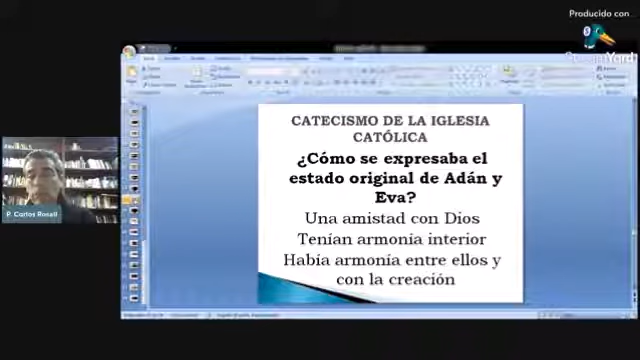 Producido con
StreamYard
CATECISMO DE LA IGLESIA
CATÓLICA
¿Cómo se expresaba el
estado original de Adán y
Eva?
Una amistad con Dios
Tenían armonía interior
Había armonía entre ellos y
con la creación
P. Carlos Rosell